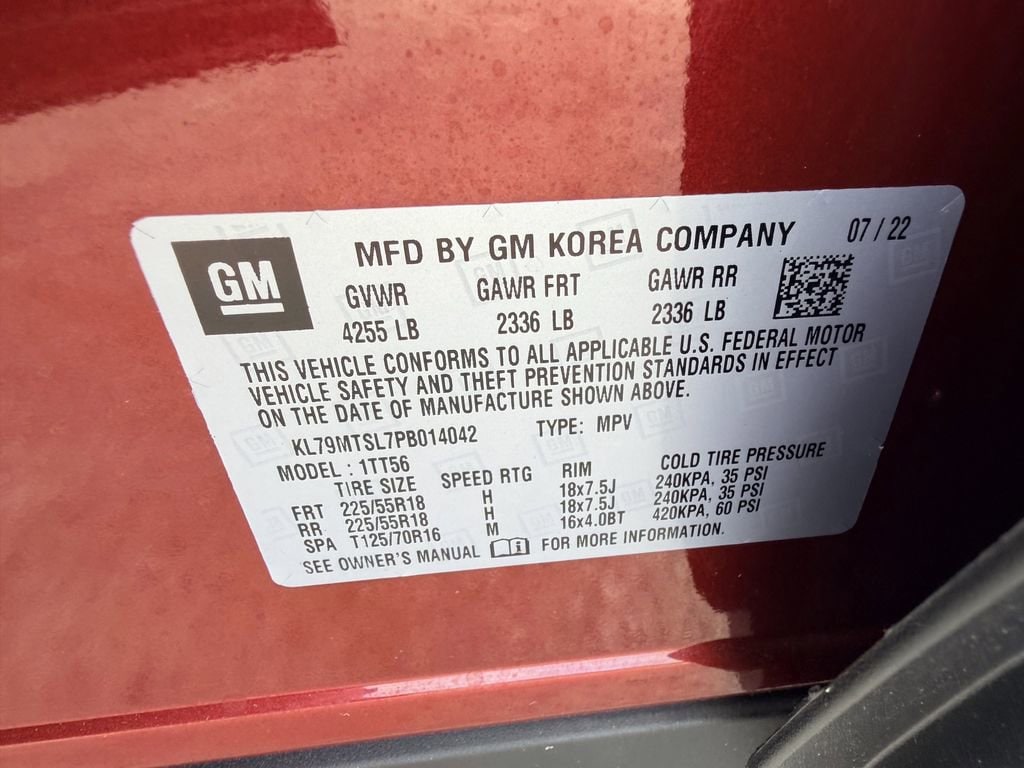 GM
MFD BY GM KOREA COMPANY 07/22
GVWR GAWR FRT GAWR RR
4255 LB 2336 LB 2336 LB
THIS VEHICLE CONFORMS TO ALL APPLICABLE U.S. FEDERAL MOTOR
VEHICLE SAFETY AND THEFT PREVENTION STANDARDS IN EFFECT
ON THE DATE OF MANUFACTURE SHOWN ABOVE.
KL79MTSL7PB014042 TYPE: MPV
MODEL : 1TT56
TIRE SIZE SPEED RTG RIM COLD TIRE PRESSURE
FRT 225/55R18 H 18x7.5J 240KPA, 35 PSI
RR 225/55R18 H 18x7.5J 240KPA, 35 PSI
SPA T125/70R16 M 16x4.0BT 420KPA, 60 PSI
SEE OWNER'S MANUAL FOR MORE INFORMATION.